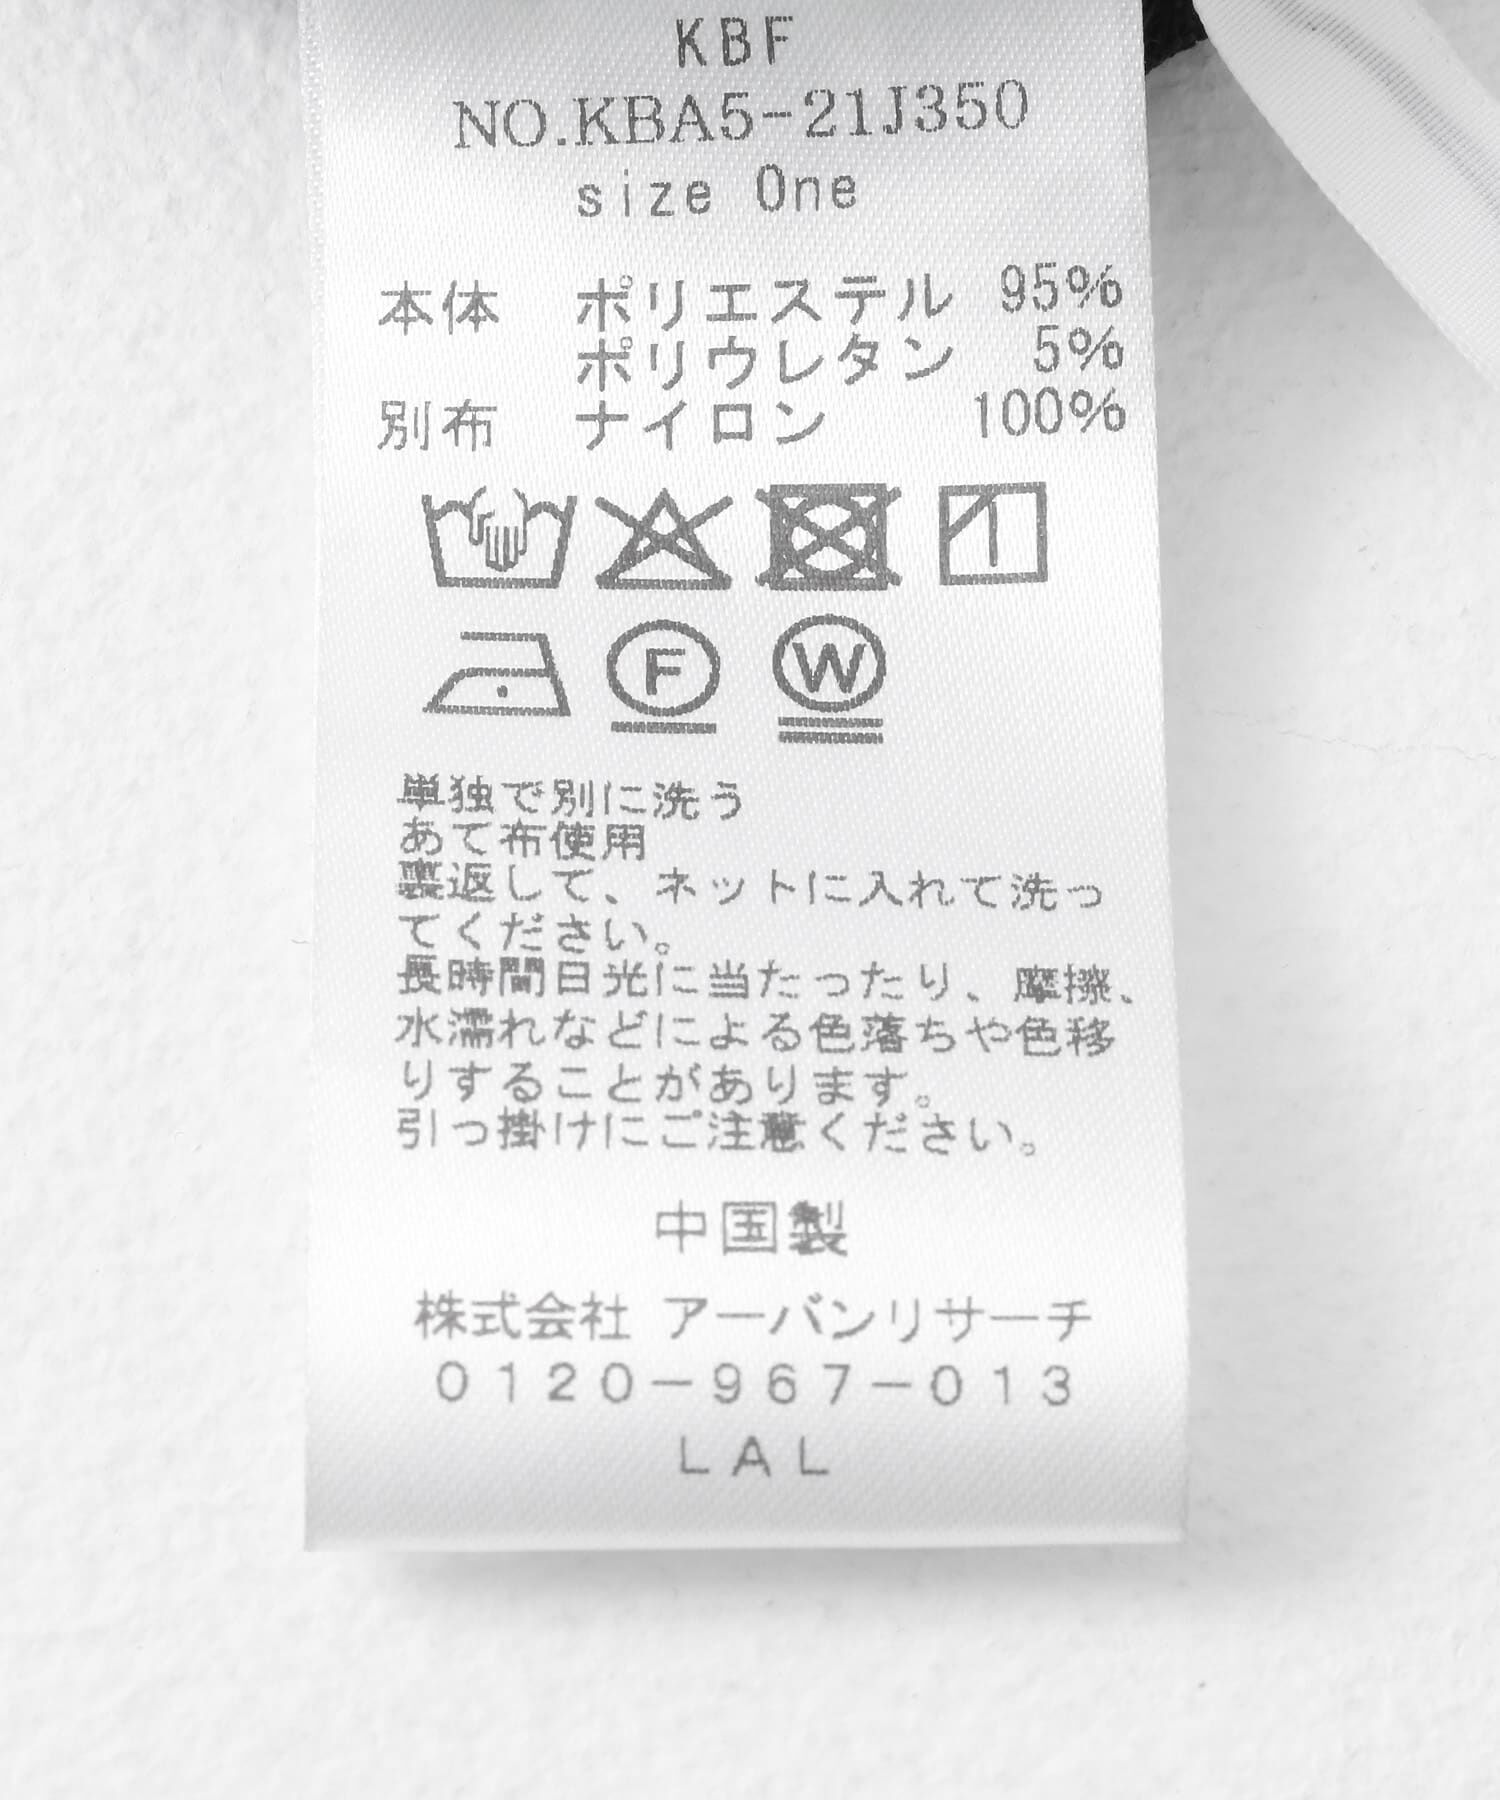 KBF
NO.KBA5-21J350
size One
本体 ポリエステル 95%
ポリウレタン 5%
別布 ナイロン 100%
F W
単独で別に洗う
あて布使用
裏返して、ネットに入れて洗っ
てください。
長時間日光に当たったり、摩擦、
水濡れなどによる色落ちや色移
りすることがあります。
引っ掛けにご注意ください。
中国製
株式会社 アーバンリサーチ
0120-967-013
LAL